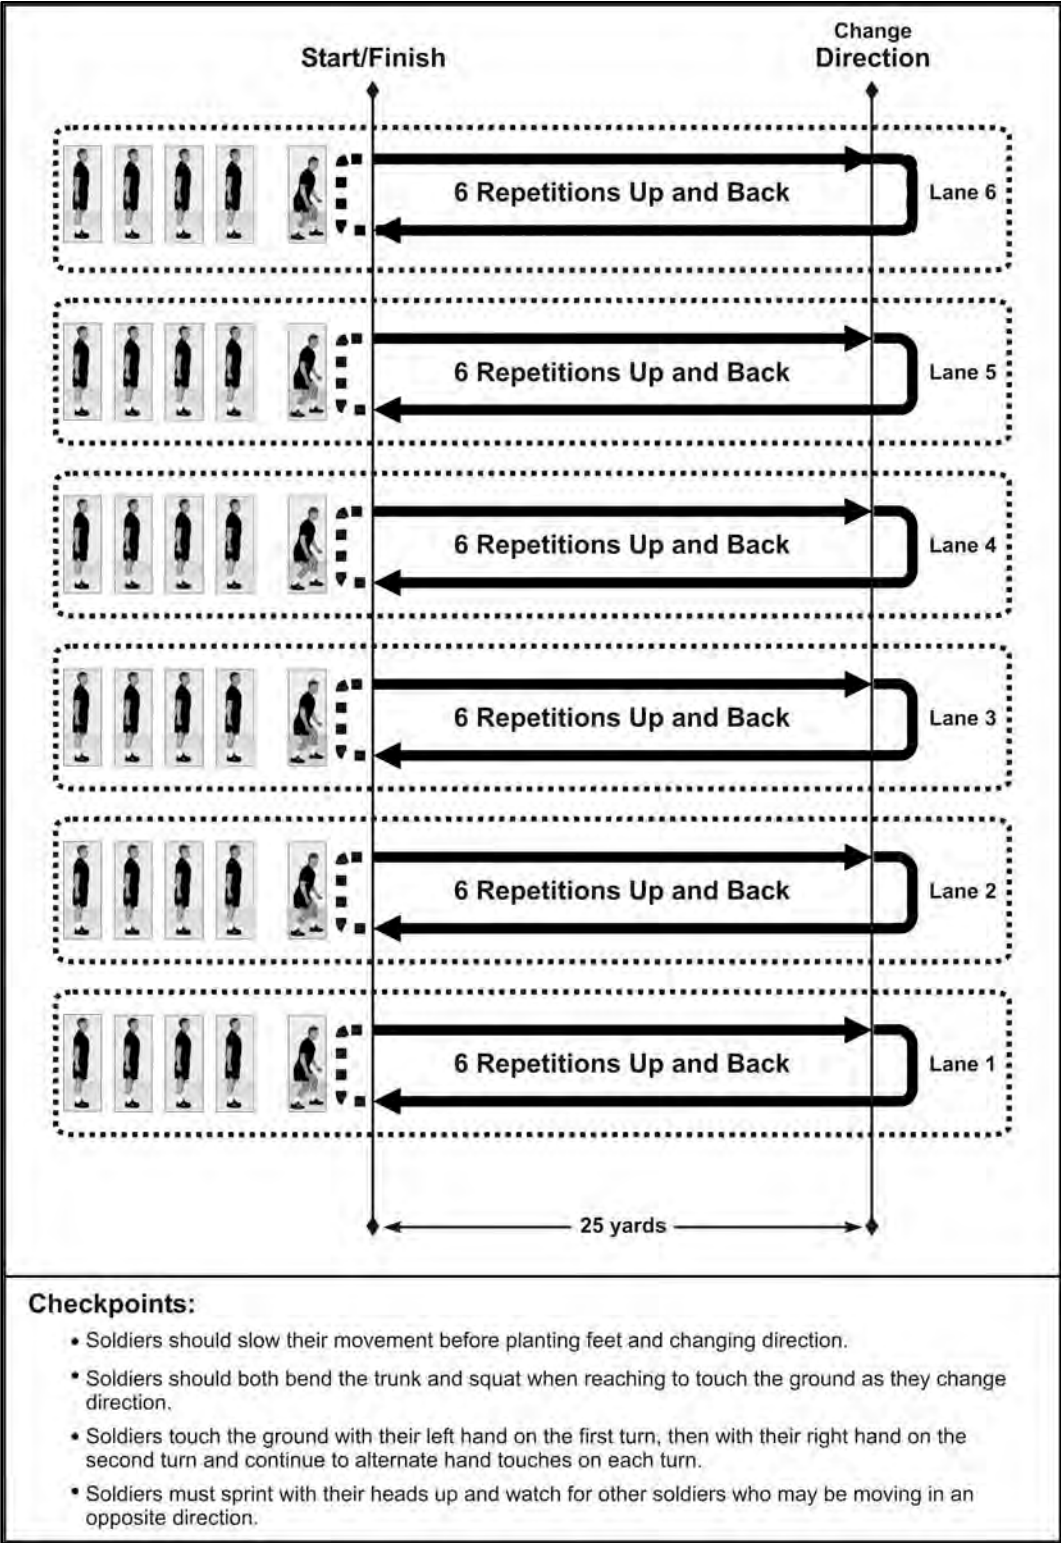 Change
Start/Finish Direction
6 Repetitions Up and Back Lane 6
6 Repetitions Up and Back Lane 5
6 Repetitions Up and Back Lane 4
6 Repetitions Up and Back Lane 3
6 Repetitions Up and Back Lane 2
6 Repetitions Up and Back Lane 1
25 yards
Checkpoints:
• Soldiers should slow their movement before planting feet and changing direction.
• Soldiers should both bend the trunk and squat when reaching to touch the ground as they change
direction.
• Soldiers touch the ground with their left hand on the first turn, then with their right hand on the
second turn and continue to alternate hand touches on each turn.
• Soldiers must sprint with their heads up and watch for other soldiers who may be moving in an
opposite direction.